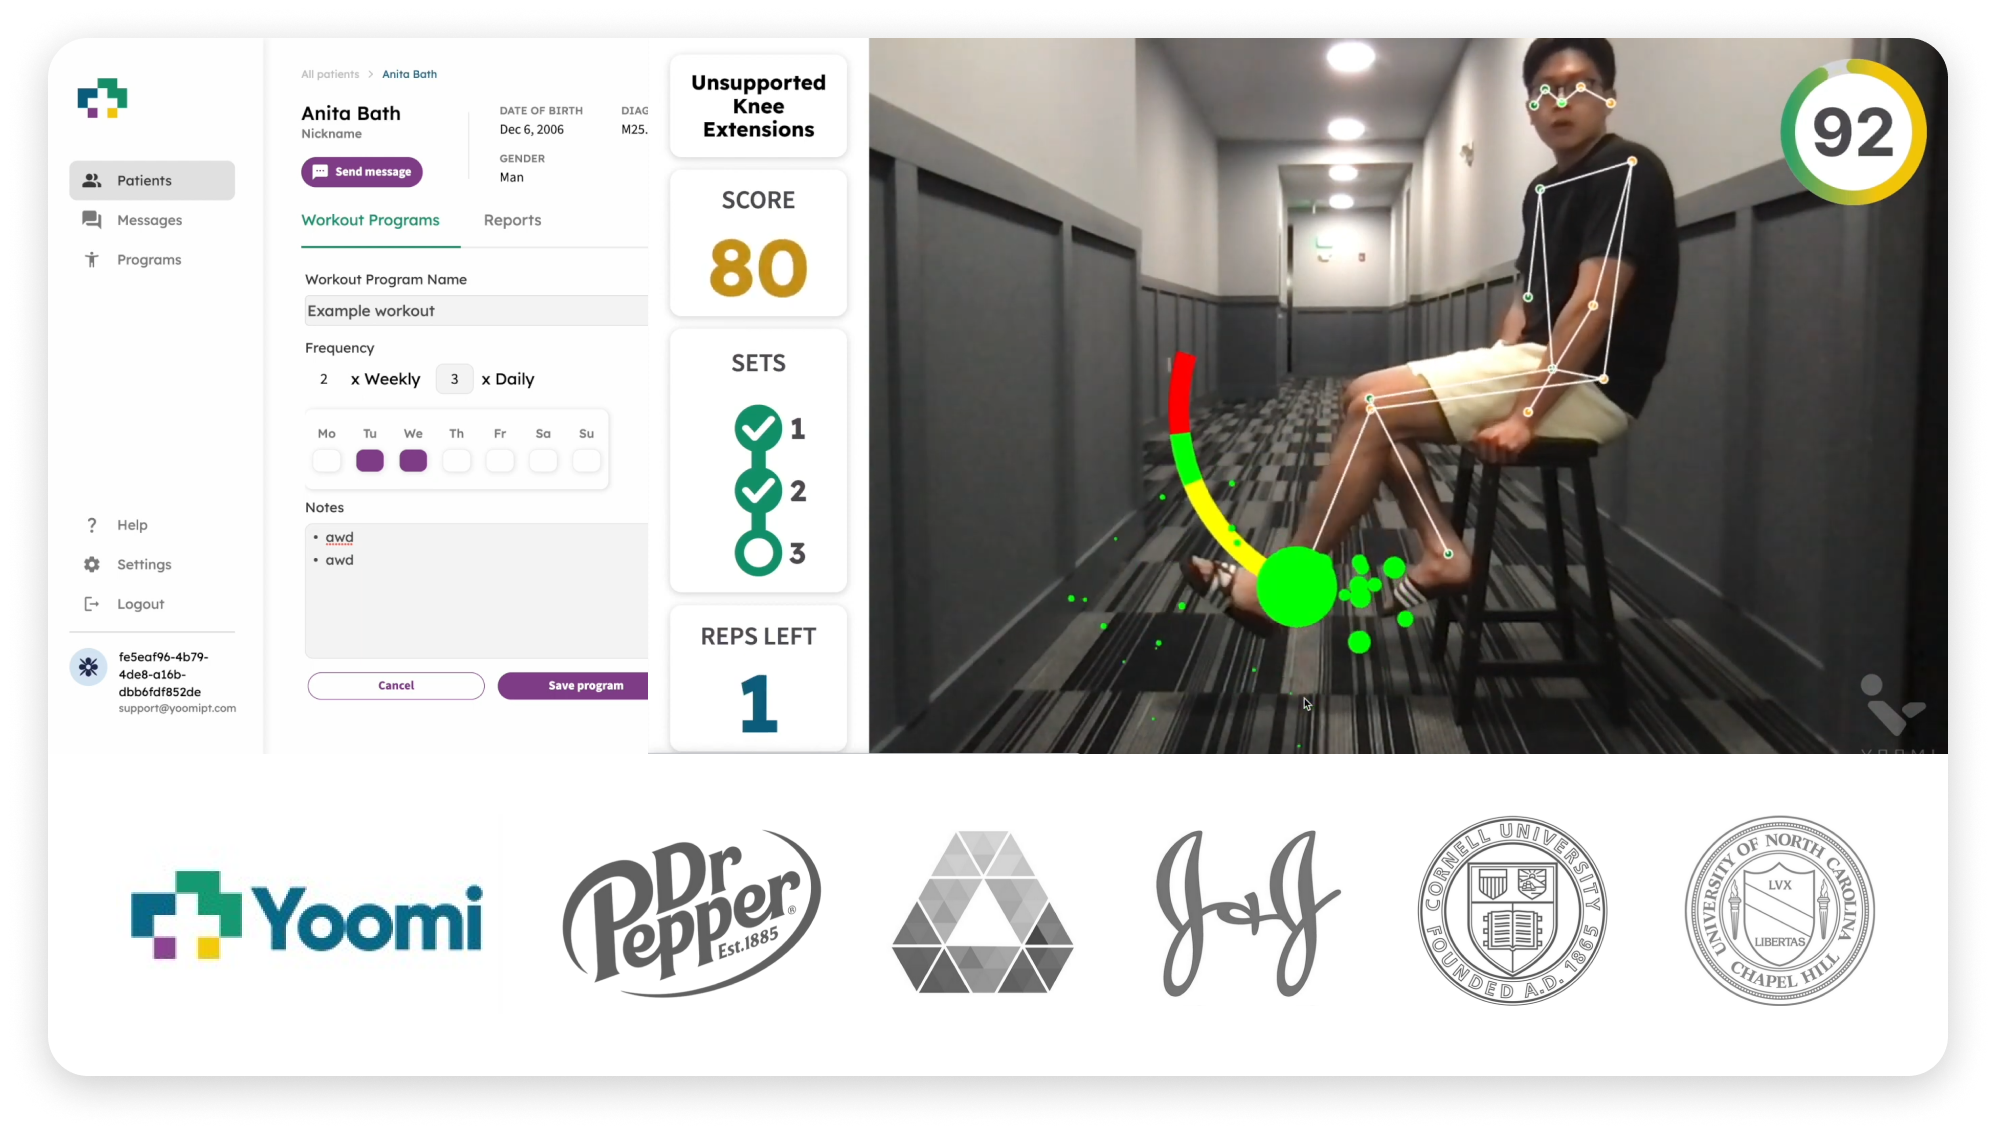 All patients > Anita Bath
Anita Bath
Nickname
Send message
DATE OF BIRTH
Dec 6, 2006
GENDER
Man
DIAG
M25.
Patients
Messages
Programs
Help
Settings
Logout
fe5eaf96-4b79-
4de8-a16b-
dbb6fdf852de
support@yoomipt.com
Workout Programs
Reports
Workout Program Name
Example workout
Frequency
2 x Weekly 3 x Daily
Mo Tu We Th Fr Sa Su
Notes
• awd
• awd
Cancel
Save program
Unsupported
Knee
Extensions
SCORE
80
SETS
1
2
3
REPS LEFT
1
92
YOOMI
Yoomi
Dr
Pepper®
Est.1885
J&J
CORNELL UNIVERSITY
FOUNDED A.D. 1865
UNIVERSITY OF NORTH CAROLINA
CHAPEL HILL
LVX
LIBERTAS